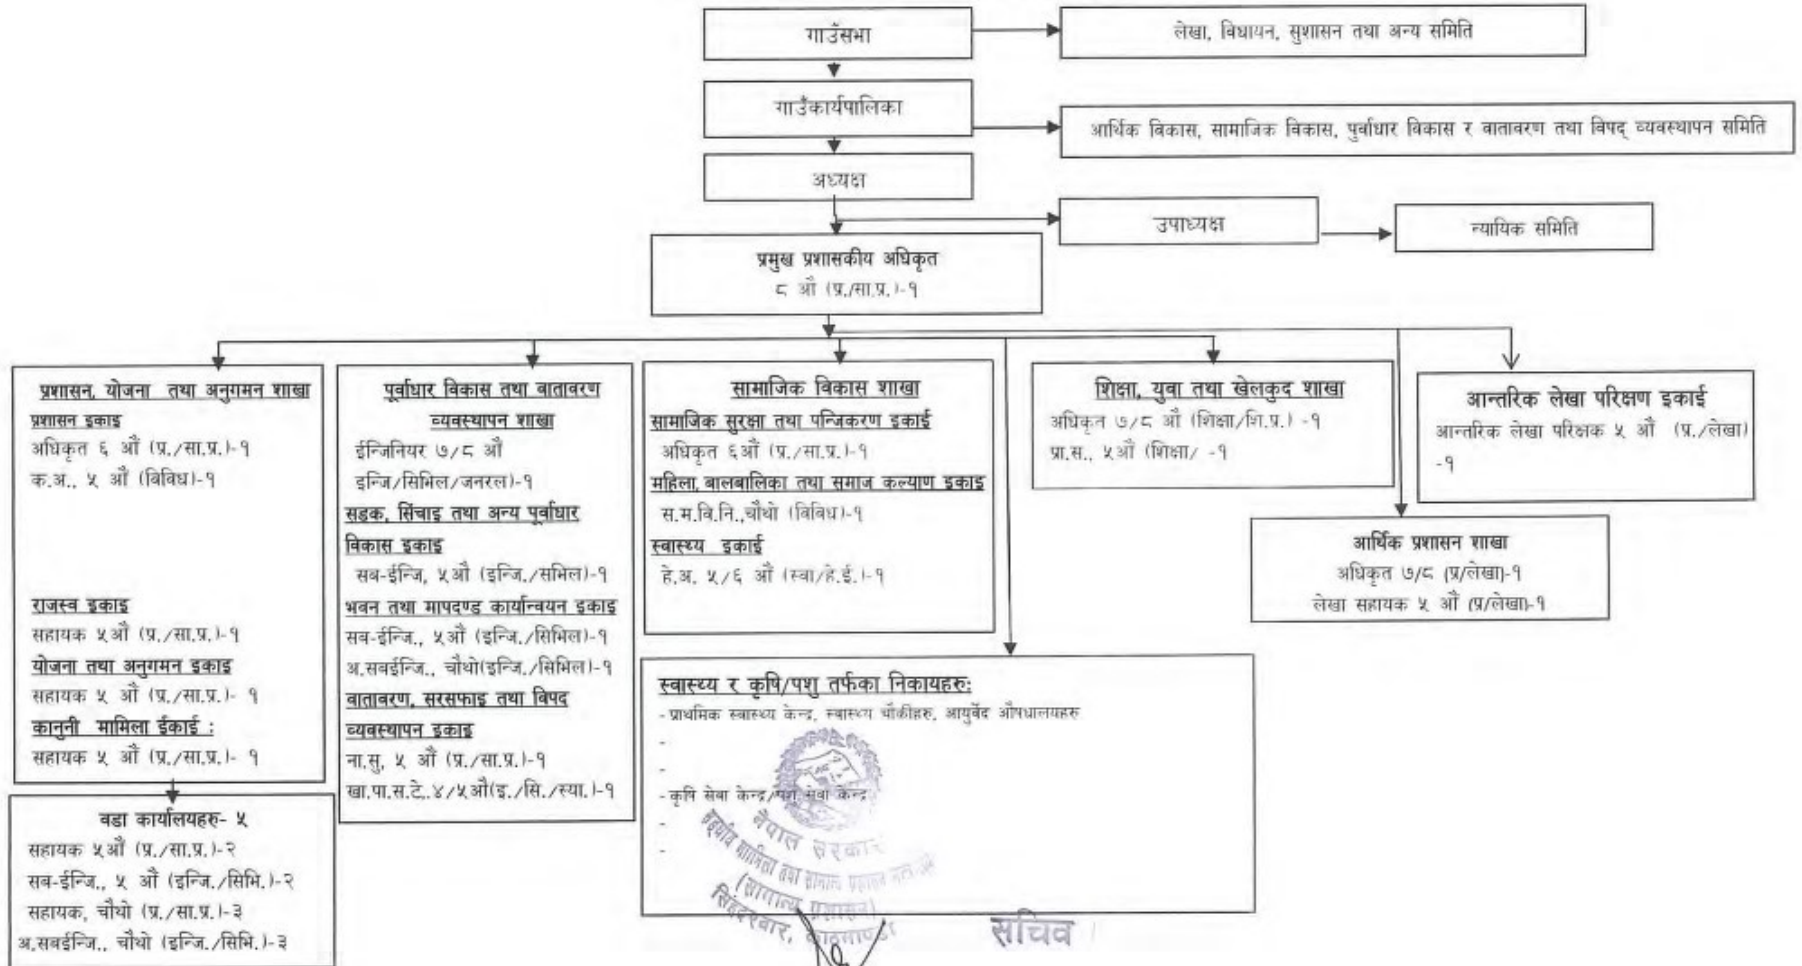 गाउँसभा
लेखा, विधायन, सुशासन तथा अन्य समिति
गाउँकार्यपालिका
आर्थिक विकास, सामाजिक विकास, पुर्वाधार विकास र वातावरण तथा विपद् व्यवस्थापन समिति
अध्यक्ष
उपाध्यक्ष
न्यायिक समिति
प्रमुख प्रशासकीय अधिकृत
८ औं (प्र./सा.प्र.)-१
प्रशासन, योजना तथा अनुगमन शाखा
प्रशासन इकाइ
अधिकृत ६ औं (प्र./सा.प्र.)-१
क.अ., ५ औं (विविध)-१
राजस्व इकाइ
सहायक ५औं (प्र./सा.प्र.)-१
योजना तथा अनुगमन इकाइ
सहायक ५ औं (प्र./सा.प्र.)- १
कानुनी मामिला ईकाई :
सहायक ५ औं (प्र./सा.प्र.)- १
वडा कार्यालयहरु- ५
सहायक ५औं (प्र./सा.प्र.)-२
सब-ईन्जि., ५ औं (इन्जि./सिभि.)-२
सहायक, चौथो (प्र./सा.प्र.)-३
अ.सबईन्जि., चौथो (इन्जि./सिभि.)-३
पूर्वाधार विकास तथा वातावरण
व्यवस्थापन शाखा
ईन्जिनियर ७/८ औं
इन्जि/सिभिल/जनरल)-१
सडक, सिंचाइ तथा अन्य पूर्वाधार
विकास इकाइ
सब-ईन्जि, ५औं (इन्जि./सभिल)-१
भवन तथा मापदण्ड कार्यान्वयन इकाइ
सब-ईन्जि., ५औं (इन्जि./सिभिल)-१
अ.सबईन्जि., चौथो(इन्जि./सिभिल)-१
वातावरण, सरसफाइ तथा विपद
व्यवस्थापन इकाइ
ना.सु, ५ औं (प्र./सा.प्र.)-१
खा.पा.स.टे..४/५औं(इ./सि./स्या.)-१
सामाजिक विकास शाखा
सामाजिक सुरक्षा तथा पन्जिकरण इकाई
अधिकृत ६औं (प्र./सा.प्र.)-१
महिला, बालबालिका तथा समाज कल्याण इकाइ
स.म.वि.नि.,चौथो (विविध)-१
स्वास्थ्य इकाई
हे.अ. ५/६ औं (स्वा/हे.ई.)-१
शिक्षा, युवा तथा खेलकुद शाखा
अधिकृत ७/८ औं (शिक्षा/शि.प्र.) -१
प्रा.स., ५औं (शिक्षा/ -१
आन्तरिक लेखा परिक्षण इकाई
आन्तरिक लेखा परिक्षक ५ औं (प्र./लेखा)
-१
आर्थिक प्रशासन शाखा
अधिकृत ७/८ (प्र/लेखा)-१
लेखा सहायक ५ औं (प्र/लेखा)-१
स्वास्थ्य र कृषि/पशु तर्फका निकायहरु:
- प्राथमिक स्वास्थ्य केन्द्र, स्वास्थ्य चौकीहरु, आयुर्वेद औषधालयहरु
-
-
- कृषि सेवा केन्द्र/पशु सेवा केन्द्र
-
नेपाल सरकार
तथा सामान्य प्रशासन
(सामान्य प्रशासन)
सिंहदरबार, काठमाण्डौं
सचिव